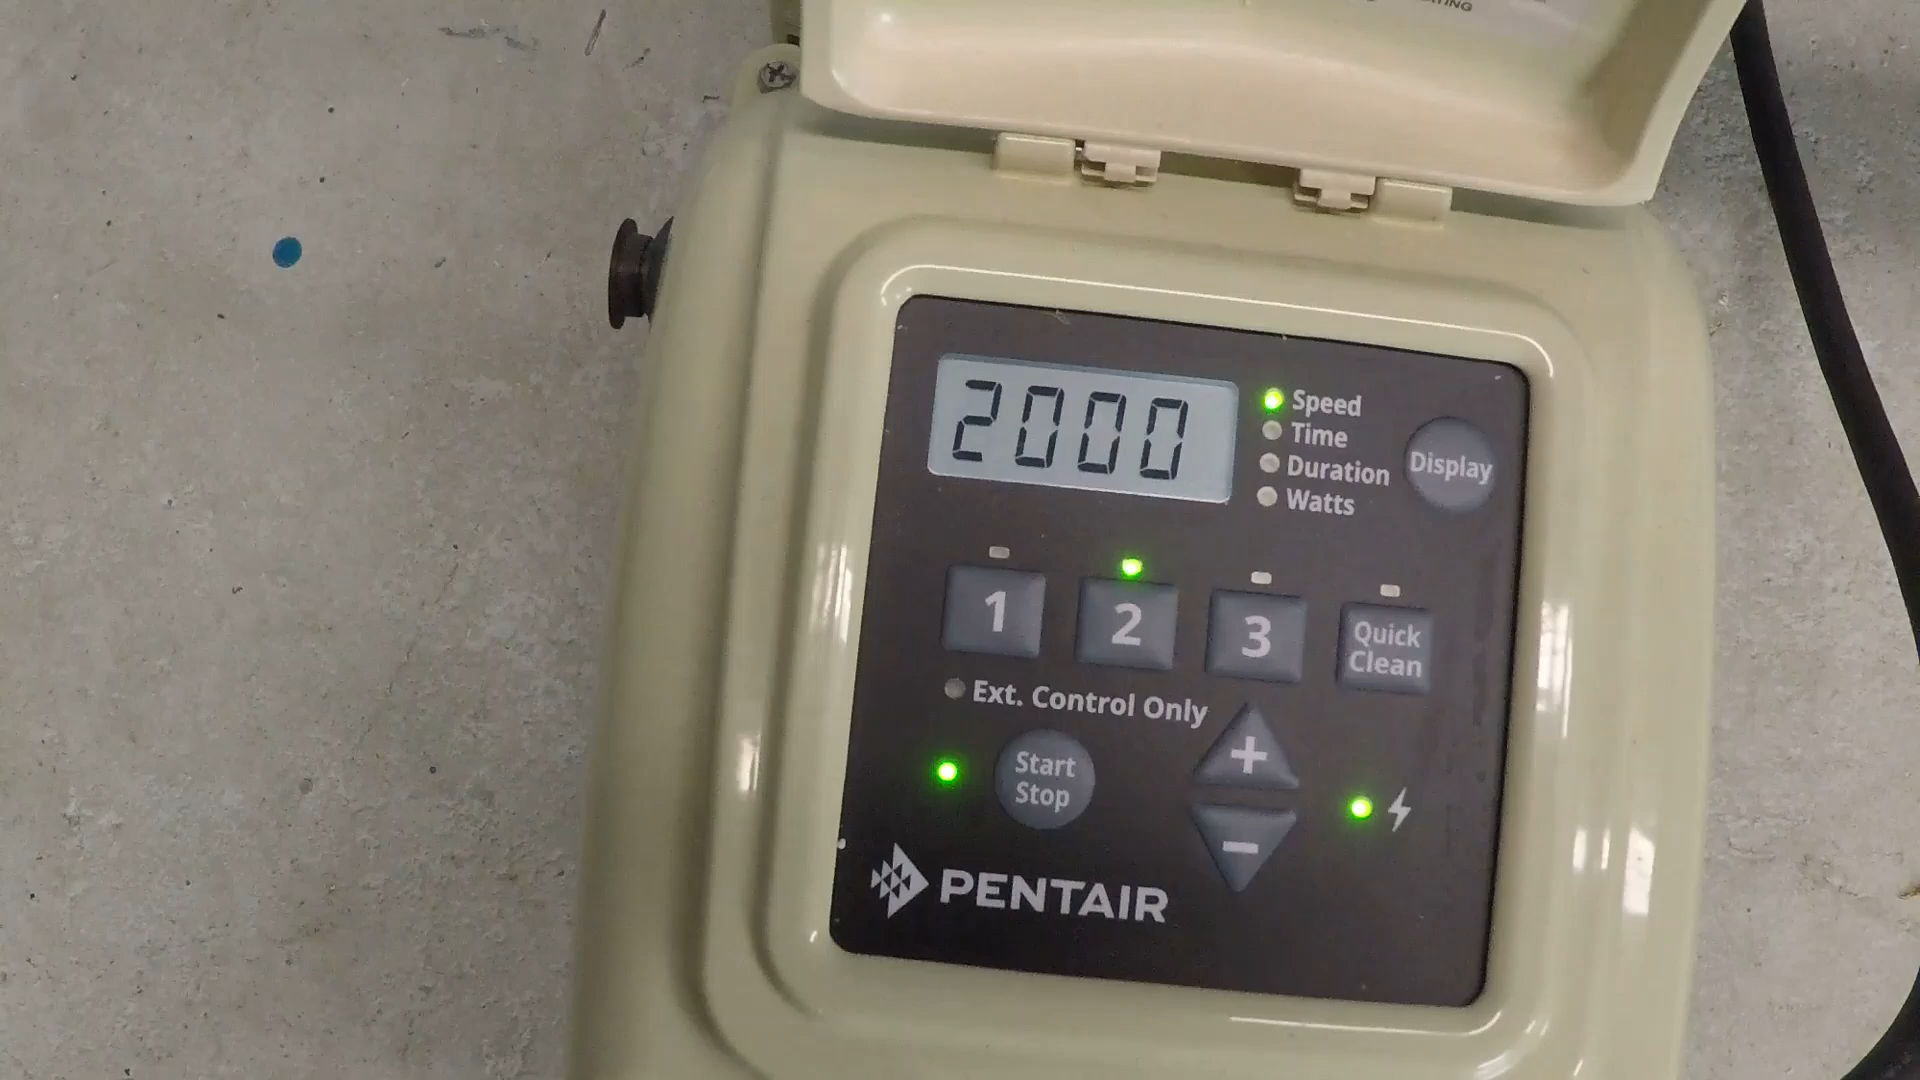 2000
Speed
Time
Duration
Watts
Display
1
2
3
Quick
Clean
Ext. Control Only
Start
Stop
+
−
PENTAIR